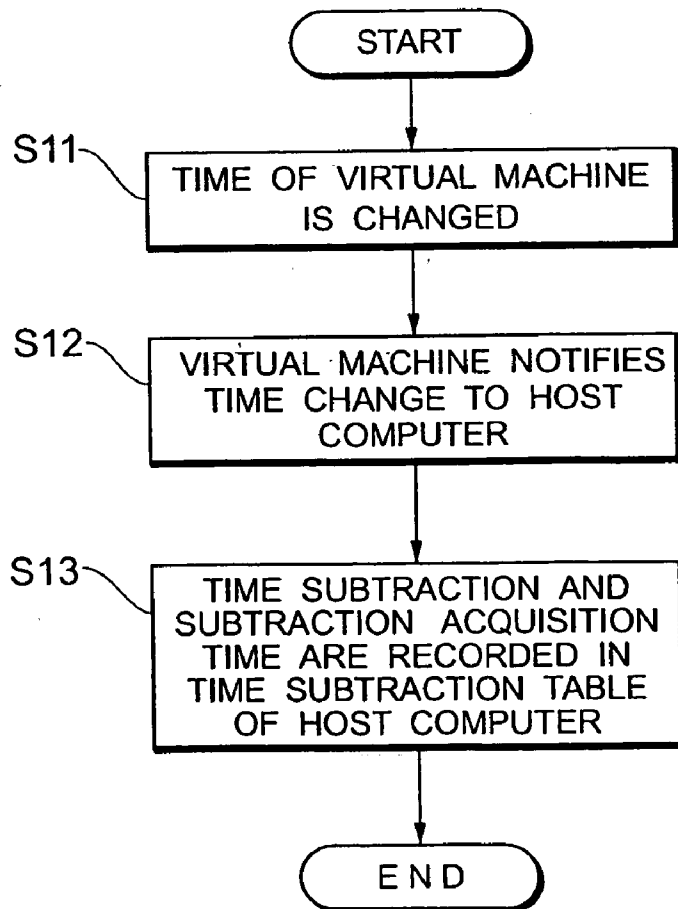 START
S11
TIME OF VIRTUAL MACHINE
IS CHANGED
S12
VIRTUAL MACHINE NOTIFIES
TIME CHANGE TO HOST
COMPUTER
S13
TIME SUBTRACTION AND
SUBTRACTION ACQUISITION
TIME ARE RECORDED IN
TIME SUBTRACTION TABLE
OF HOST COMPUTER
END